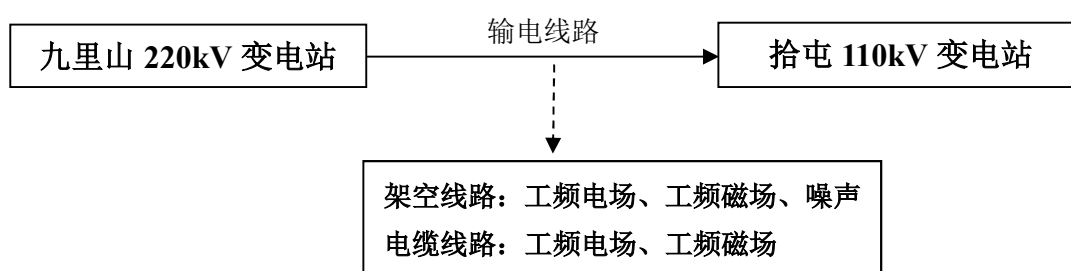 输电线路
九里山 220kV 变电站
拾屯 110kV 变电站
架空线路：工频电场、工频磁场、噪声
电缆线路：工频电场、工频磁场